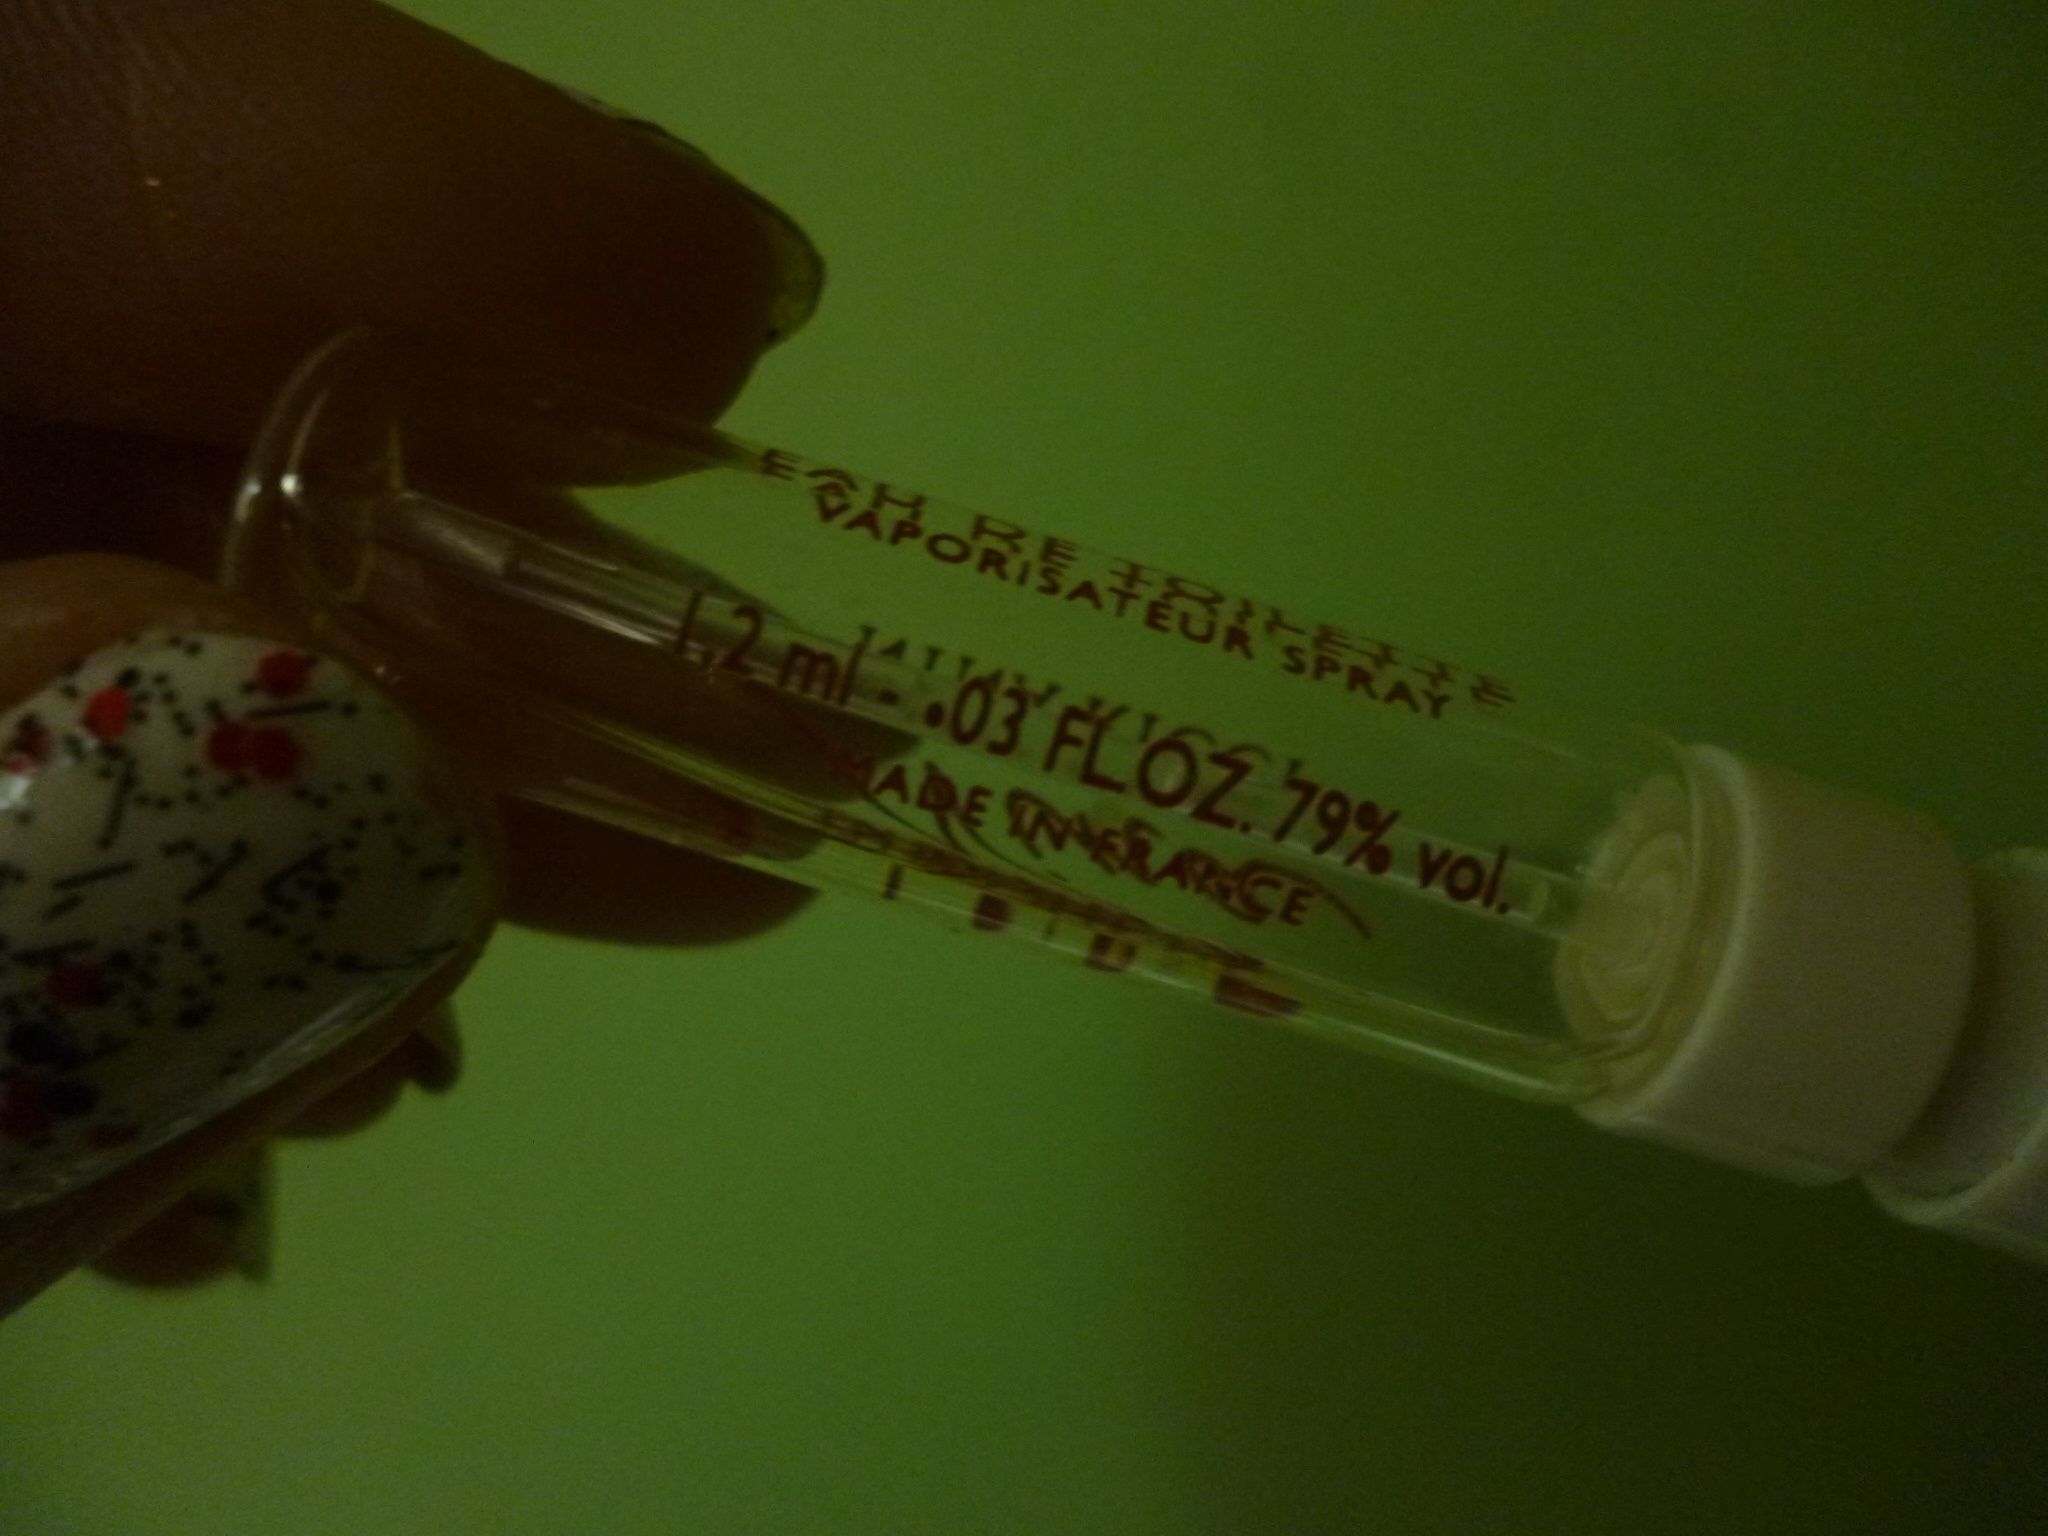 EAU DE TOILETTE
VAPORISATEUR SPRAY
1,2 ml - .03 FL OZ. 79% vol.
MADE IN FRANCE